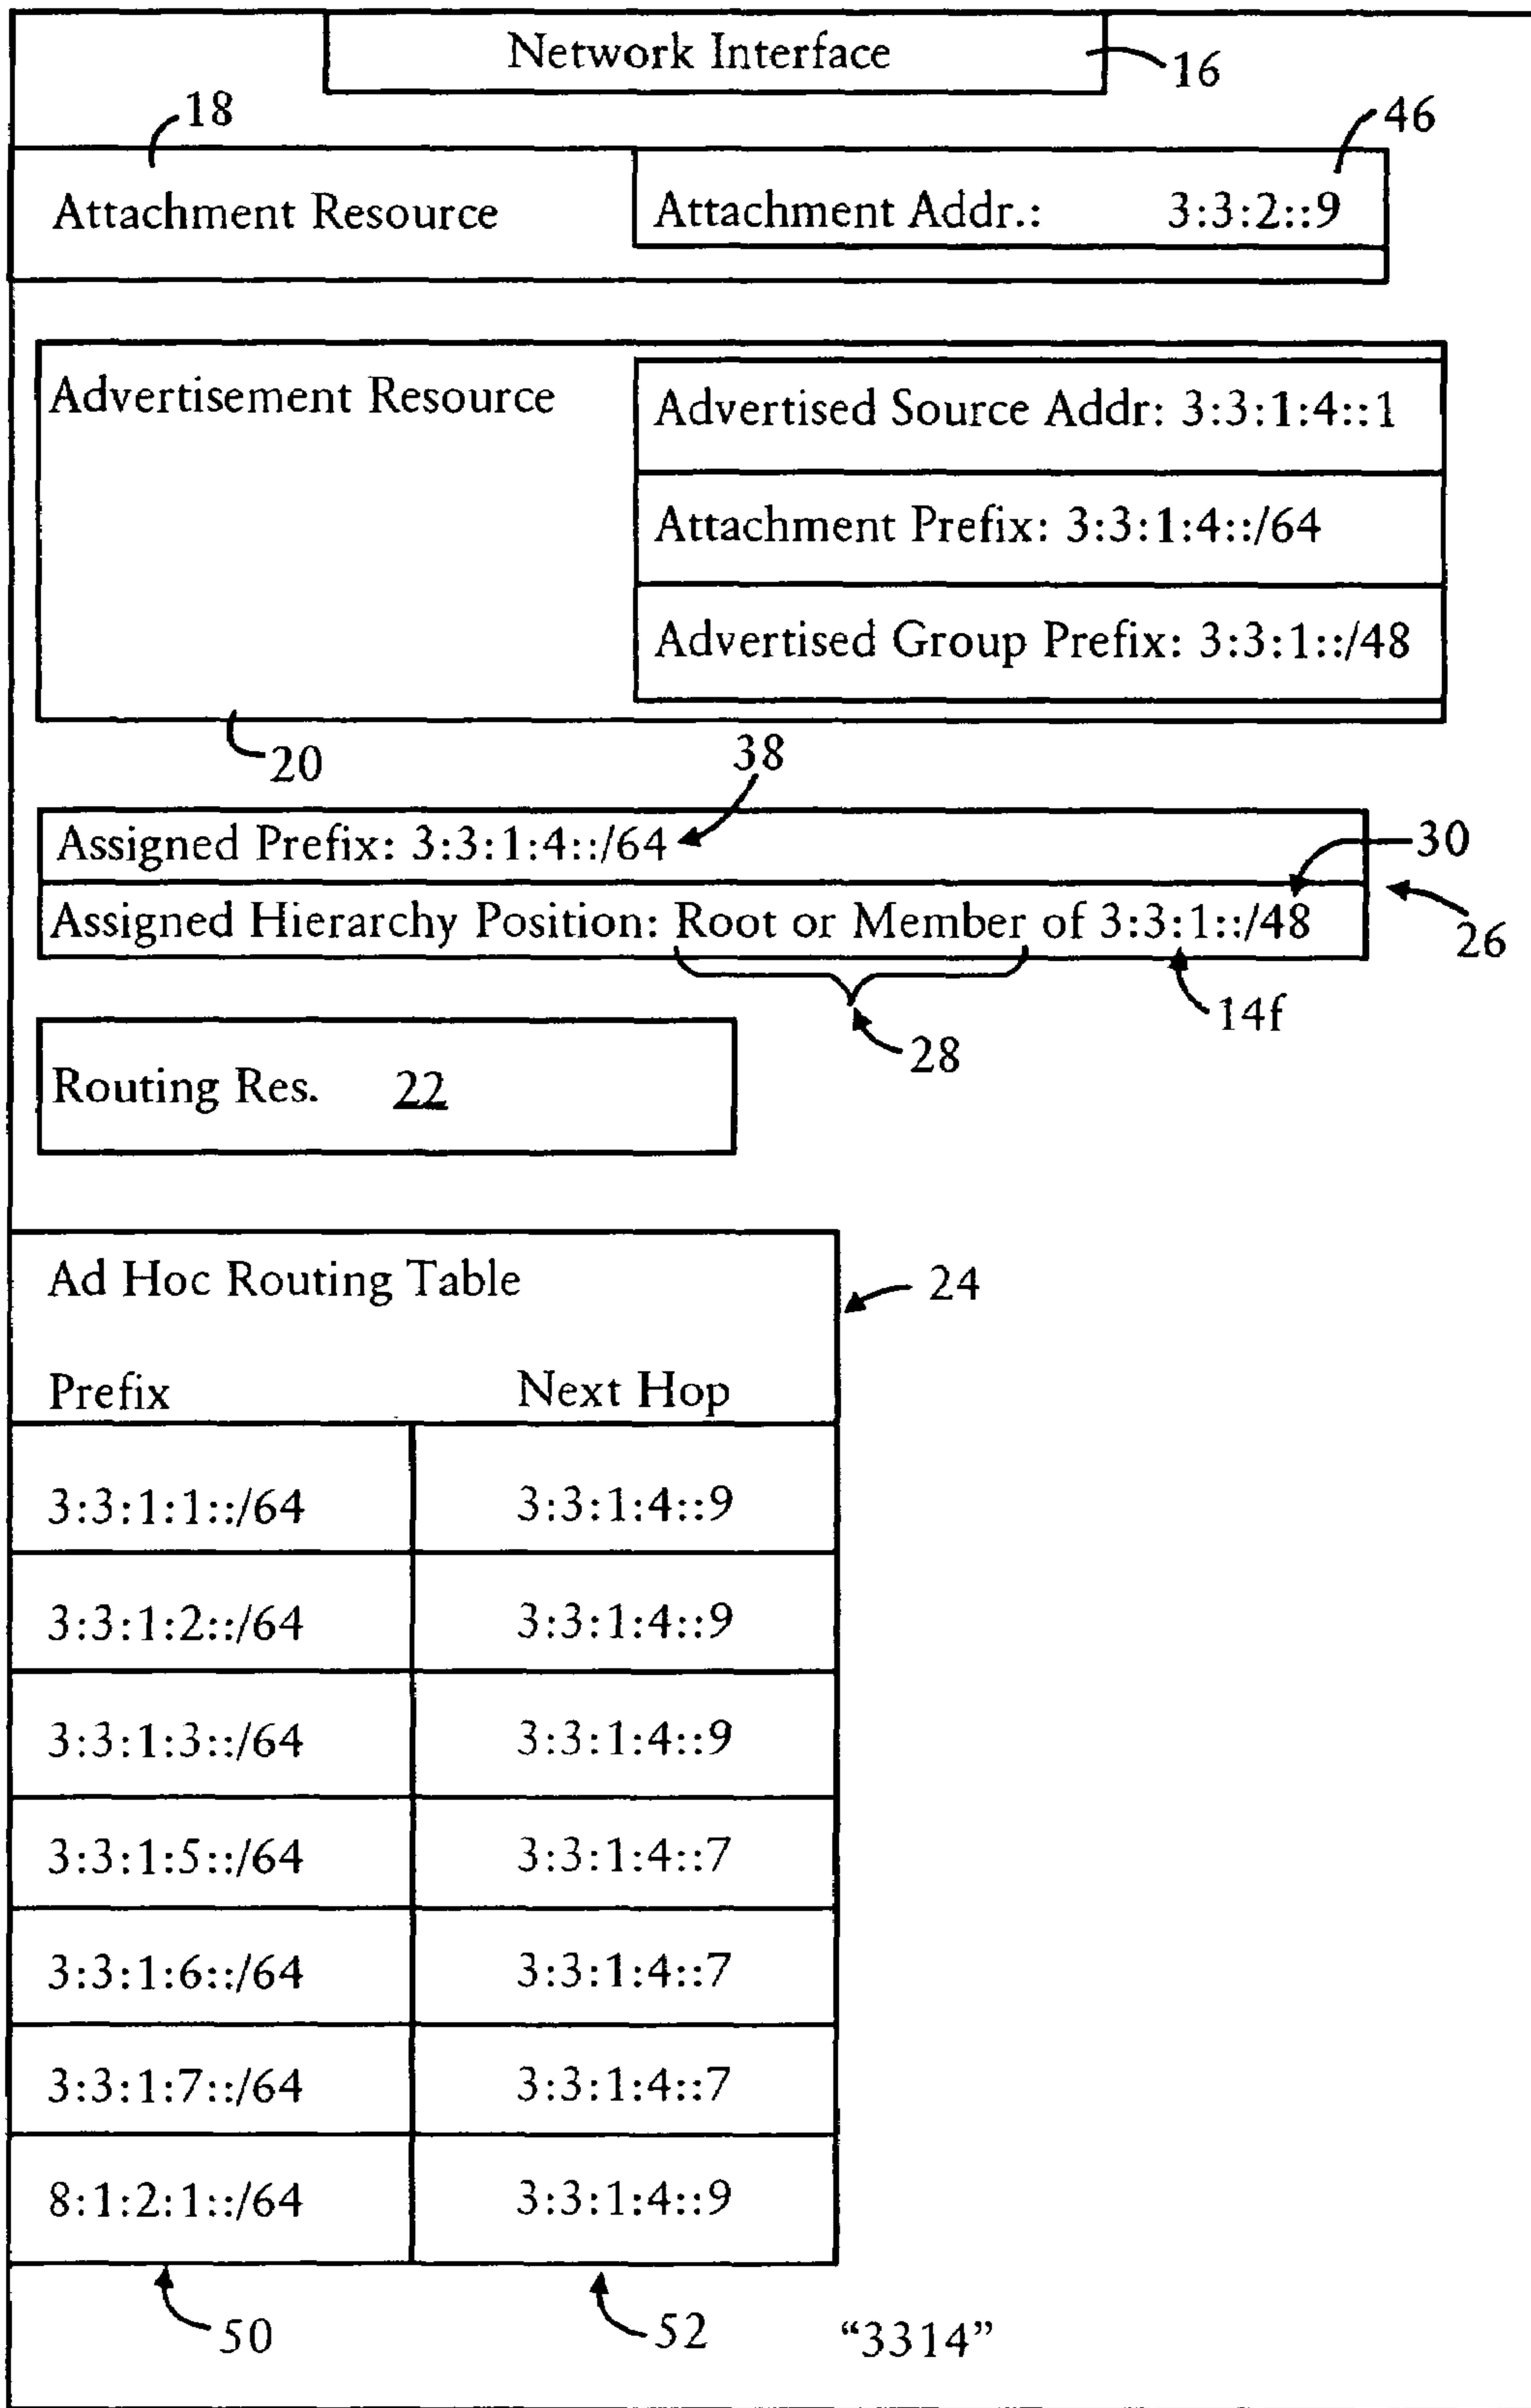 Network Interface
16
18
46
Attachment Resource
Attachment Addr.: 3:3:2::9
Advertisement Resource
Advertised Source Addr: 3:3:1:4::1
Attachment Prefix: 3:3:1:4::/64
Advertised Group Prefix: 3:3:1::/48
20
38
Assigned Prefix: 3:3:1:4::/64
30
Assigned Hierarchy Position: Root or Member of 3:3:1::/48
26
14f
28
Routing Res. 22
Ad Hoc Routing Table
24
Prefix Next Hop
3:3:1:1::/64 3:3:1:4::9
3:3:1:2::/64 3:3:1:4::9
3:3:1:3::/64 3:3:1:4::9
3:3:1:5::/64 3:3:1:4::7
3:3:1:6::/64 3:3:1:4::7
3:3:1:7::/64 3:3:1:4::7
8:1:2:1::/64 3:3:1:4::9
50
52
“3314”